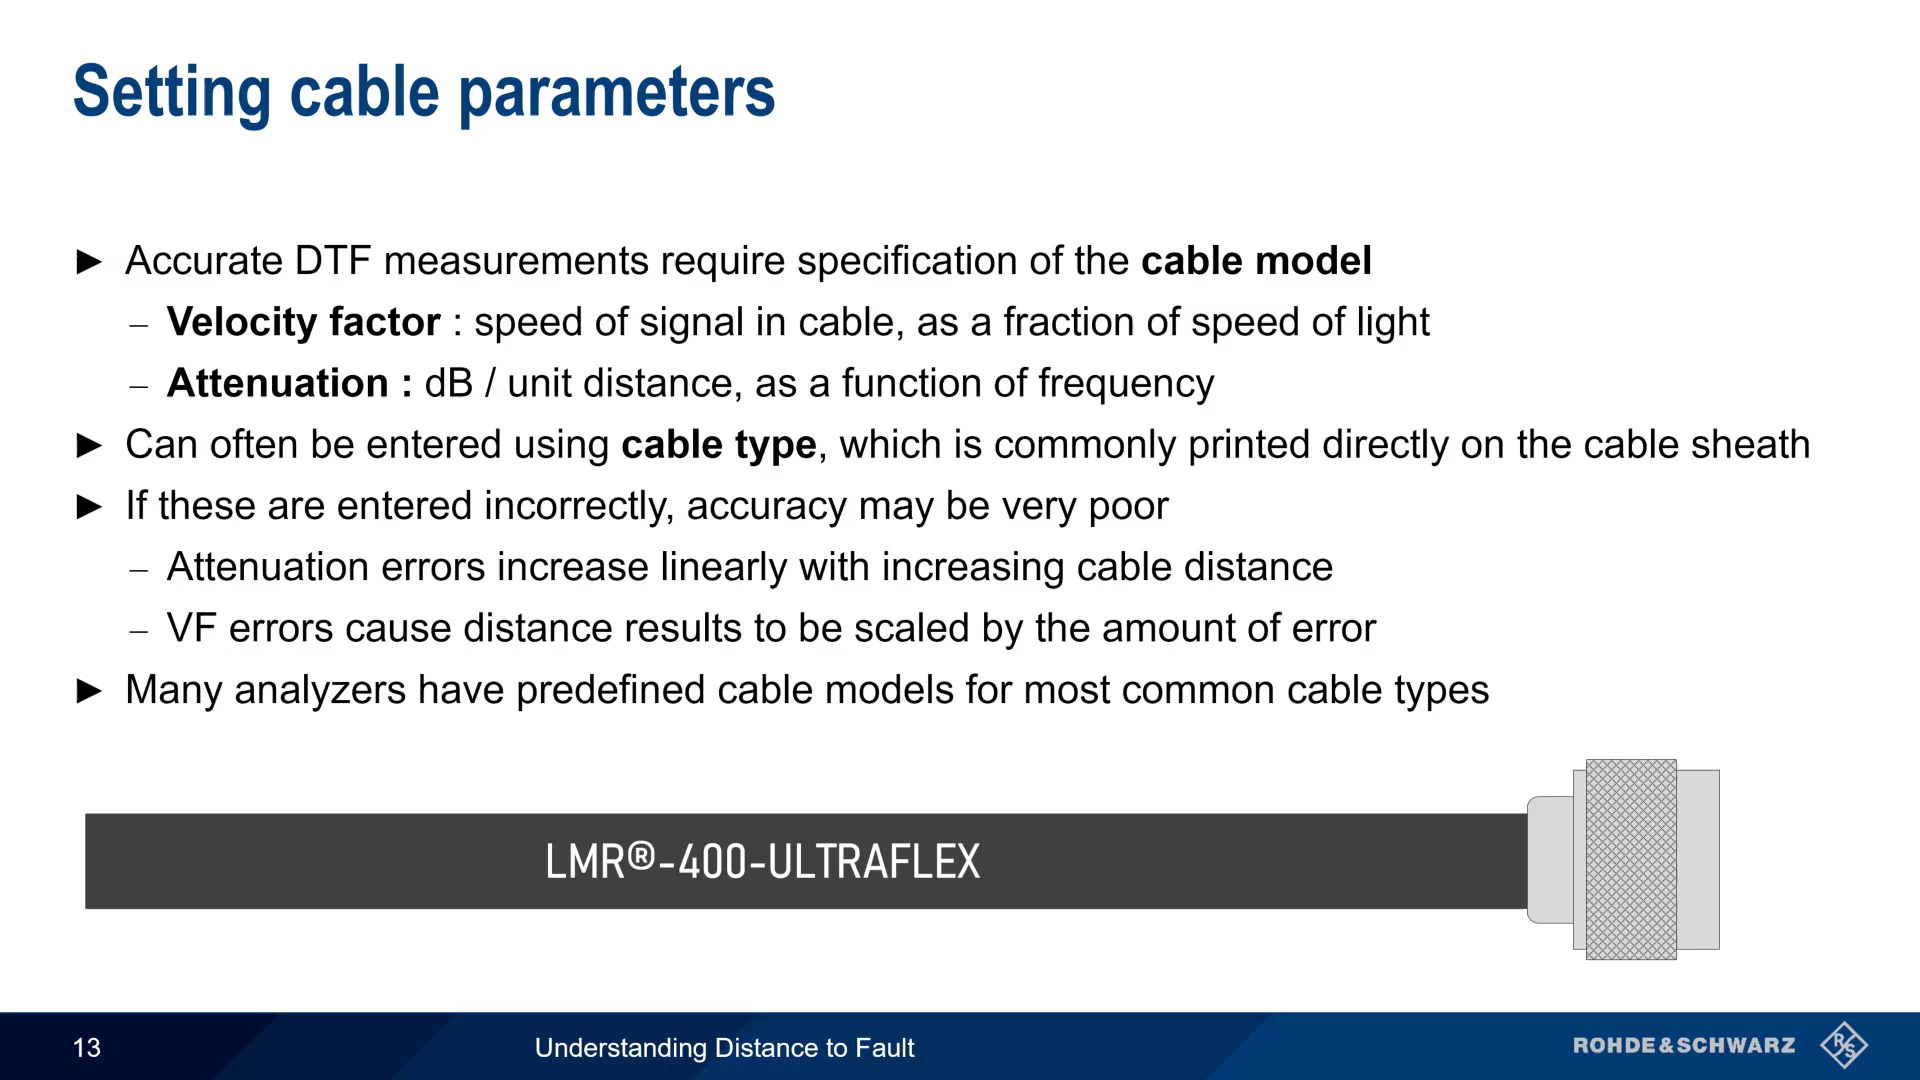 Setting cable parameters
► Accurate DTF measurements require specification of the cable model
– Velocity factor : speed of signal in cable, as a fraction of speed of light
– Attenuation : dB / unit distance, as a function of frequency
► Can often be entered using cable type, which is commonly printed directly on the cable sheath
► If these are entered incorrectly, accuracy may be very poor
– Attenuation errors increase linearly with increasing cable distance
– VF errors cause distance results to be scaled by the amount of error
► Many analyzers have predefined cable models for most common cable types
LMR®-400-ULTRAFLEX
13 Understanding Distance to Fault ROHDE&SCHWARZ R&S